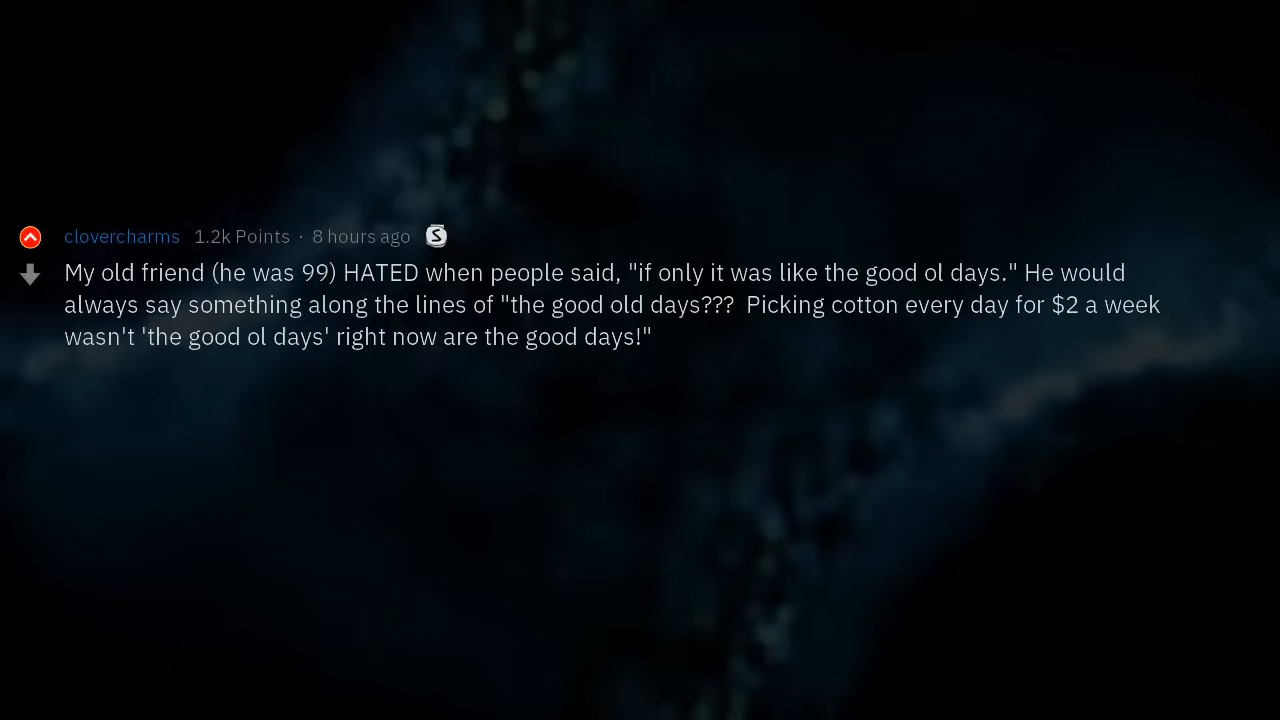 clovercharms 1.2k Points · 8 hours ago S
My old friend (he was 99) HATED when people said, "if only it was like the good ol days." He would
always say something along the lines of "the good old days???  Picking cotton every day for $2 a week
wasn't 'the good ol days' right now are the good days!"